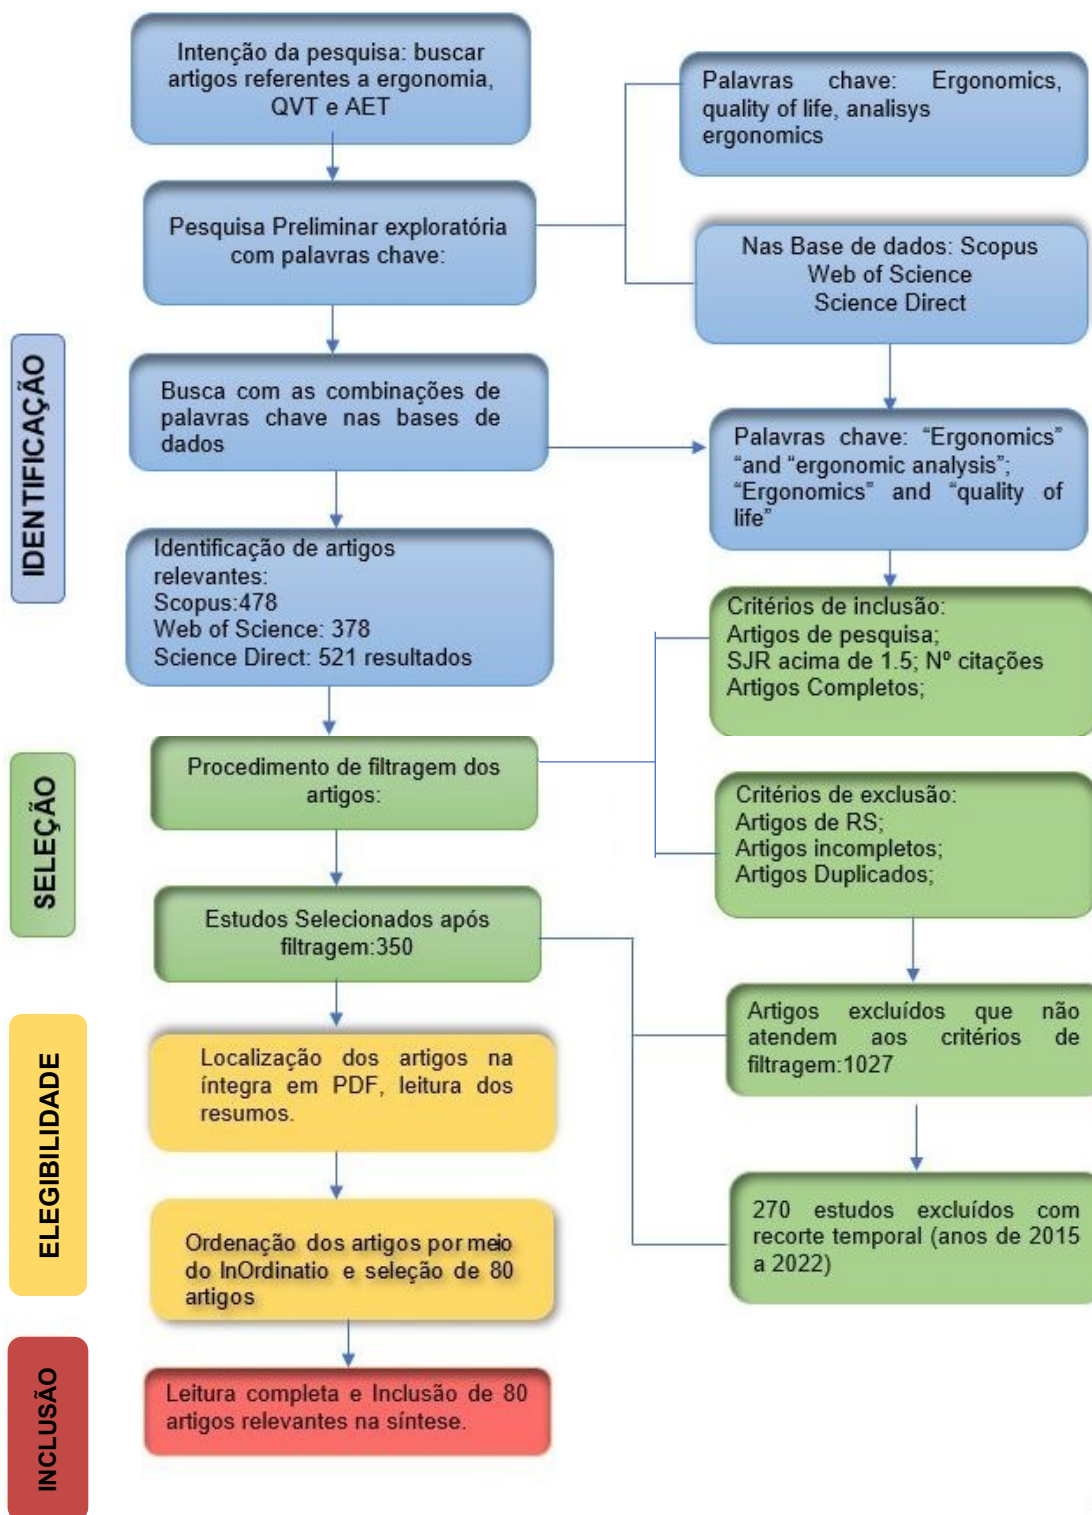 Intenção da pesquisa: buscar
artigos referentes a ergonomia,
QVT e AET
Palavras chave: Ergonomics,
quality of life, analisys
ergonomics
Pesquisa Preliminar exploratória
com palavras chave:
Nas Base de dados: Scopus
Web of Science
Science Direct
IDENTIFICAÇÃO
Busca com as combinações de
palavras chave nas bases de
dados
Palavras chave: “Ergonomics”
“and “ergonomic analysis”;
“Ergonomics” and “quality of
life”
Identificação de artigos
relevantes:
Scopus:478
Web of Science: 378
Science Direct: 521 resultados
Critérios de inclusão:
Artigos de pesquisa;
SJR acima de 1.5; Nº citações
Artigos Completos;
SELEÇÃO
Procedimento de filtragem dos
artigos:
Critérios de exclusão:
Artigos de RS;
Artigos incompletos;
Artigos Duplicados;
Estudos Selecionados após
filtragem:350
Artigos excluídos que não
atendem aos critérios de
filtragem:1027
ELEGIBILIDADE
Localização dos artigos na
íntegra em PDF, leitura dos
resumos.
270 estudos excluídos com
recorte temporal (anos de 2015
a 2022)
Ordenação dos artigos por meio
do InOrdinatio e seleção de 80
artigos
INCLUSÃO
Leitura completa e Inclusão de 80
artigos relevantes na síntese.